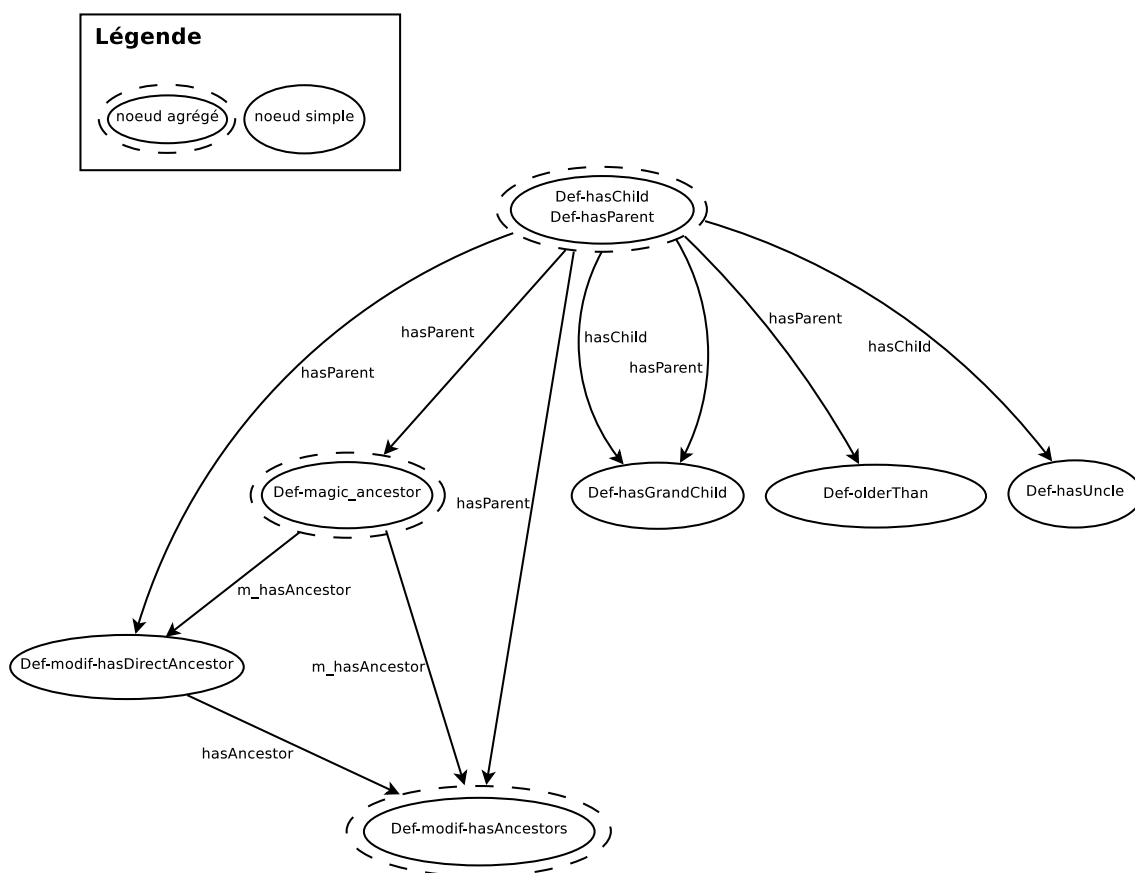 Légende
noeud agrégé
noeud simple
Def-hasChild
Def-hasParent
hasParent
hasParent
hasChild
hasParent
hasParent
hasChild
hasParent
Def-magic_ancestor
Def-hasGrandChild
Def-olderThan
Def-hasUncle
m_hasAncestor
m_hasAncestor
Def-modif-hasDirectAncestor
hasAncestor
Def-modif-hasAncestors